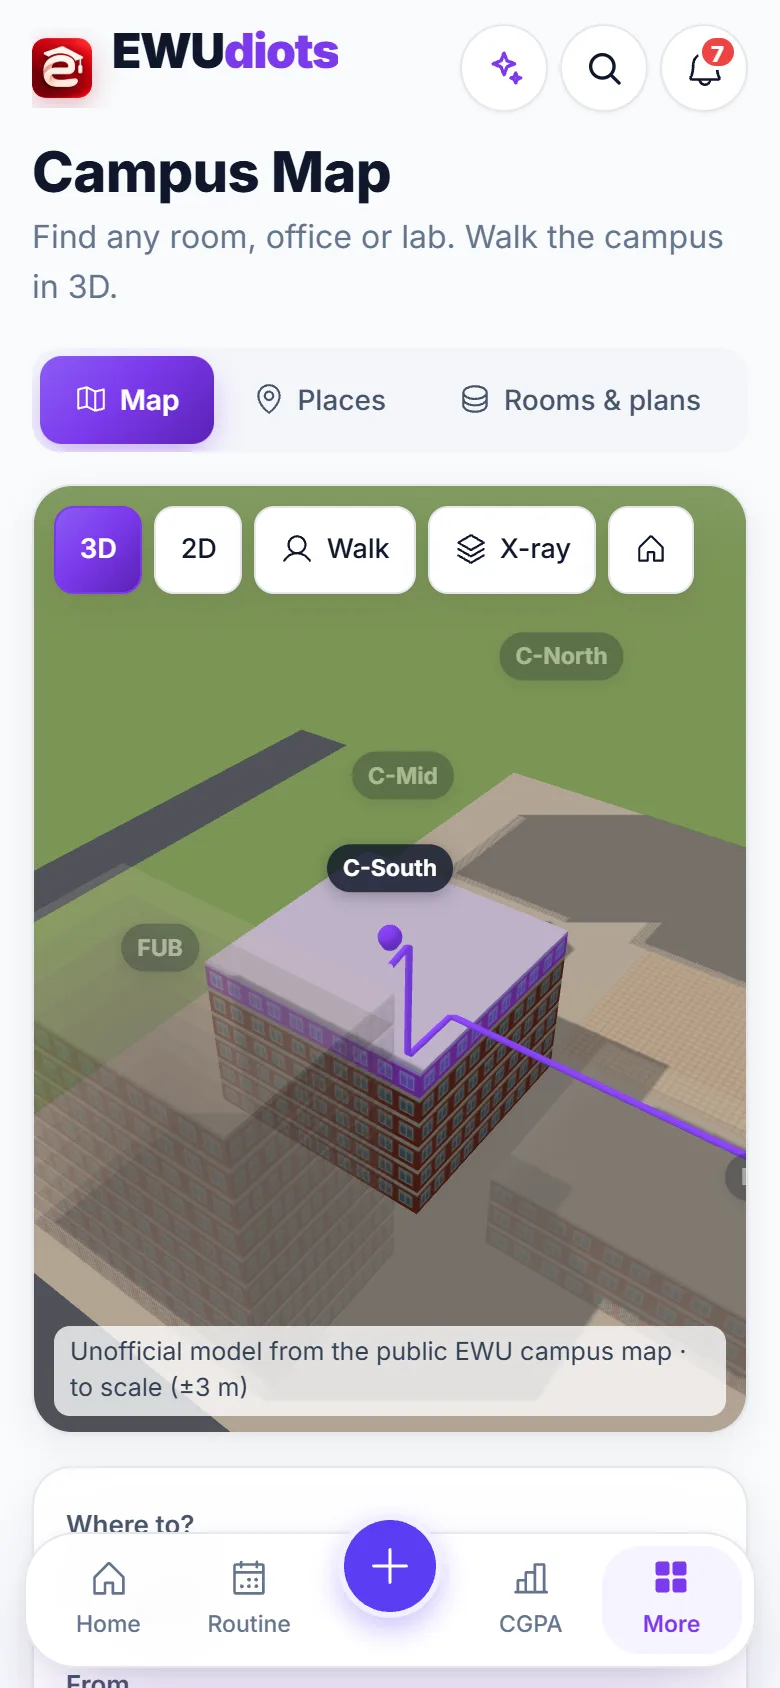 EWUdiots
7
Campus Map
Find any room, office or lab. Walk the campus
in 3D.
Map
Places
Rooms & plans
3D
2D
Walk
X-ray
C-North
C-Mid
C-South
FUB
Unofficial model from the public EWU campus map ·
to scale (±3 m)
Where to?
Home
Routine
CGPA
More
From